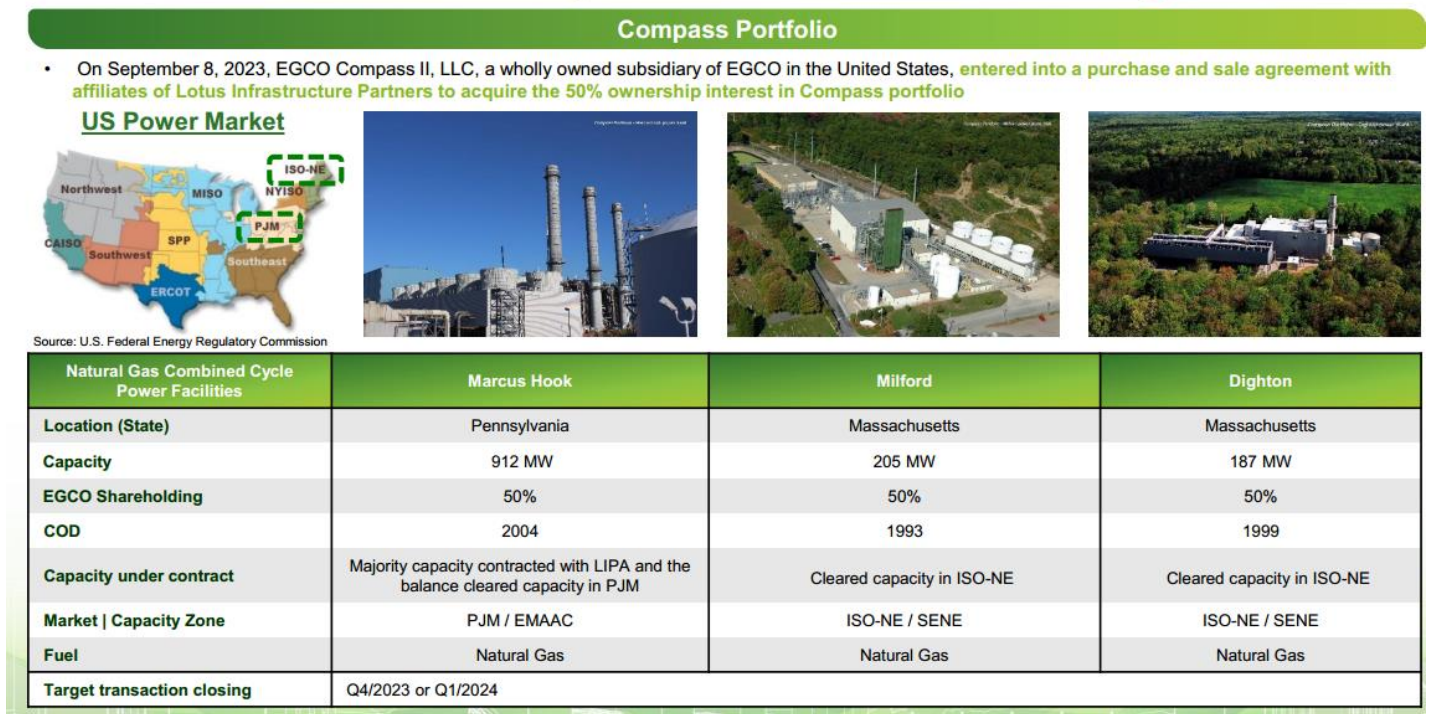 Compass Portfolio
• On September 8, 2023, EGCO Compass II, LLC, a wholly owned subsidiary of EGCO in the United States, entered into a purchase and sale agreement with
affiliates of Lotus Infrastructure Partners to acquire the 50% ownership interest in Compass portfolio
US Power Market
ISO-NE
Northwest
MISO
NYISO
PJM
CAISO
SPP
Southwest
Southeast
ERCOT
Source: U.S. Federal Energy Regulatory Commission
Natural Gas Combined Cycle
Power Facilities
Marcus Hook
Milford
Dighton
Location (State)
Pennsylvania
Massachusetts
Massachusetts
Capacity
912 MW
205 MW
187 MW
EGCO Shareholding
50%
50%
50%
COD
2004
1993
1999
Capacity under contract
Majority capacity contracted with LIPA and the
balance cleared capacity in PJM
Cleared capacity in ISO-NE
Cleared capacity in ISO-NE
Market | Capacity Zone
PJM / EMAAC
ISO-NE / SENE
ISO-NE / SENE
Fuel
Natural Gas
Natural Gas
Natural Gas
Target transaction closing
Q4/2023 or Q1/2024